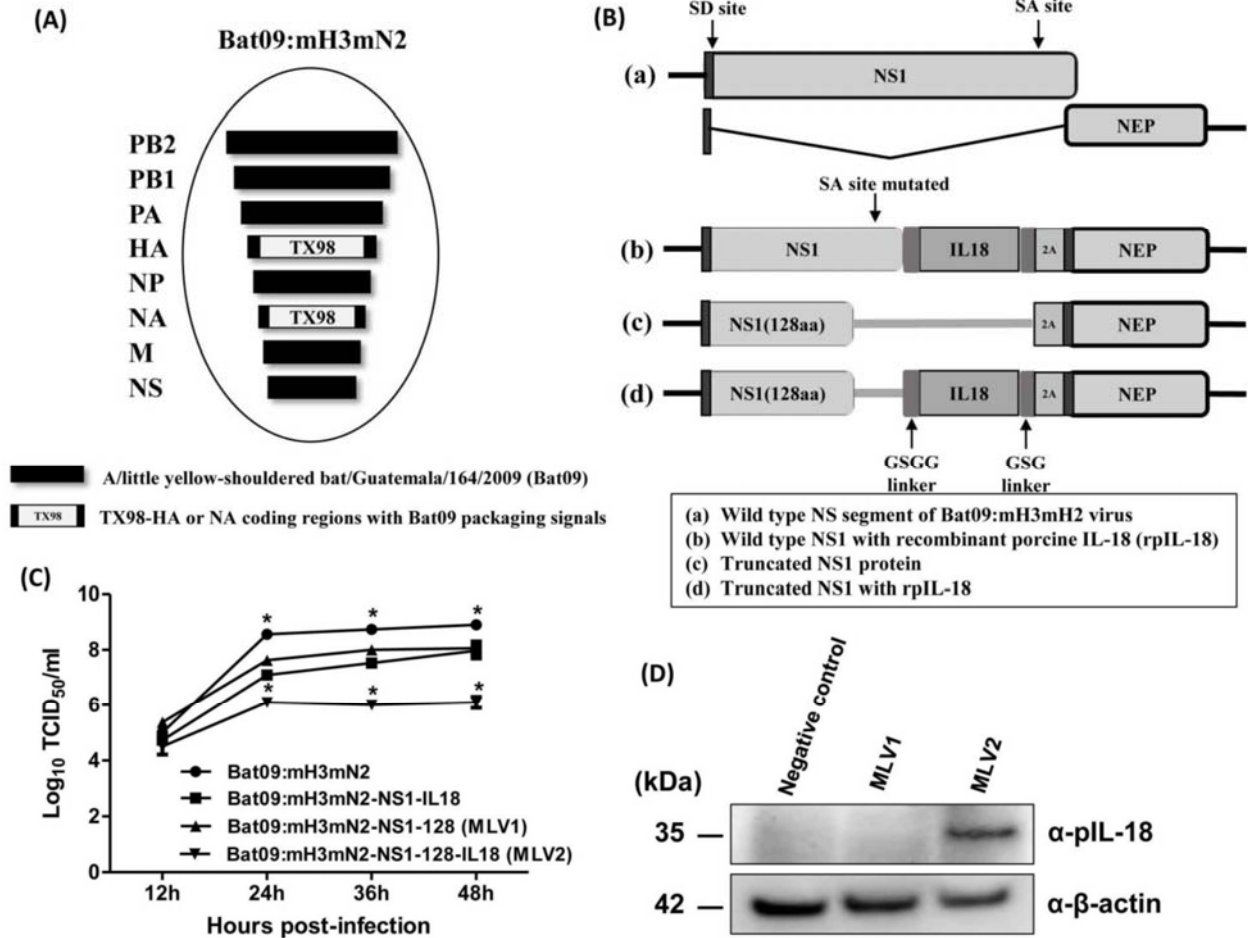 (A)
Bat09:mH3mN2
PB2
PB1
PA
HA
TX98
NP
NA
TX98
M
NS
A/little yellow-shouldered bat/Guatemala/164/2009 (Bat09)
TX98
TX98-HA or NA coding regions with Bat09 packaging signals
(B)
SD site
SA site
(a)
NS1
NEP
SA site mutated
(b)
NS1
IL18
2A
NEP
(c)
NS1(128aa)
2A
NEP
(d)
NS1(128aa)
IL18
2A
NEP
GSGG
linker
GSG
linker
(a) Wild type NS segment of Bat09:mH3mH2 virus
(b) Wild type NS1 with recombinant porcine IL-18 (rpIL-18)
(c) Truncated NS1 protein
(d) Truncated NS1 with rpIL-18
(C)
Log10 TCID50/ml
10
8
6
4
2
0
* * *
* * *
Bat09:mH3mN2
Bat09:mH3mN2-NS1-IL18
Bat09:mH3mN2-NS1-128 (MLV1)
Bat09:mH3mN2-NS1-128-IL18 (MLV2)
12h 24h 36h 48h
Hours post-infection
(D)
Negative control
MLV1
MLV2
(kDa)
35
α-pIL-18
42
α-β-actin